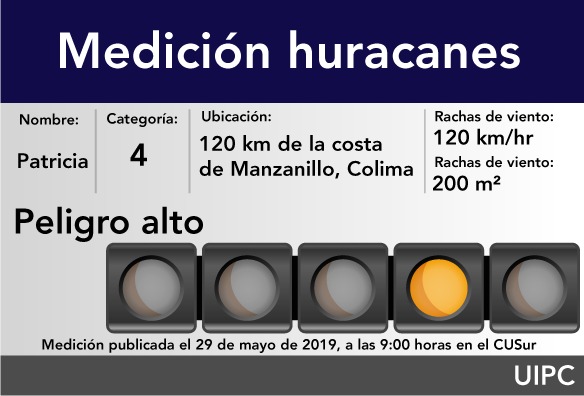 Medición huracanes
Nombre:
Patricia
Categoría:
4
Ubicación:
120 km de la costa
de Manzanillo, Colima
Rachas de viento:
120 km/hr
Rachas de viento:
200 m²
Peligro alto
Medición publicada el 29 de mayo de 2019, a las 9:00 horas en el CUSur
UIPC